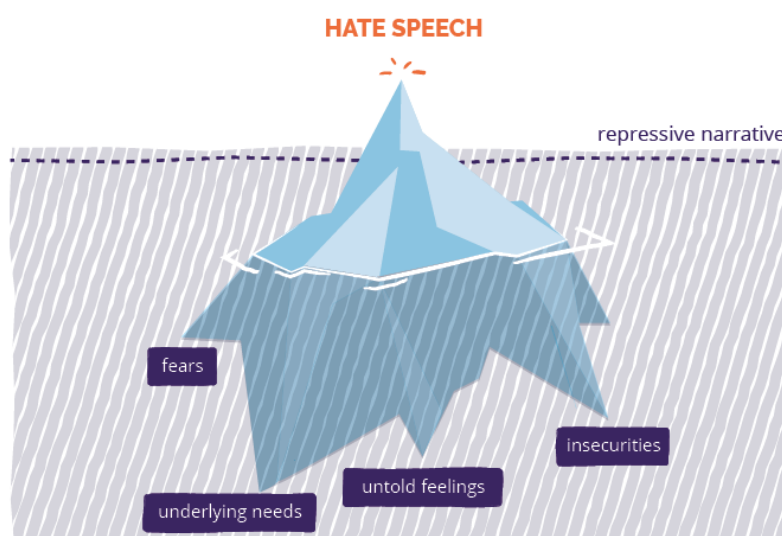 HATE SPEECH
repressive narrative
fears
insecurities
untold feelings
underlying needs